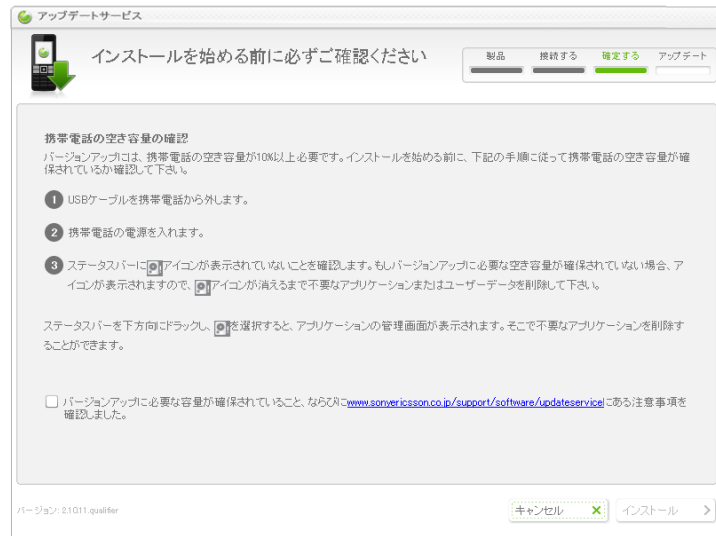 アップデートサービス
インストールを始める前に必ずご確認ください
製品 接続する 確定する アップデート
携帯電話の空き容量の確認
バージョンアップには、携帯電話の空き容量が10%以上必要です。インストールを始める前に、下記の手順に従って携帯電話の空き容量が確
保されているか確認して下さい。
1 USBケーブルを携帯電話から外します。
2 携帯電話の電源を入れます。
3 ステータスバーにアイコンが表示されていないことを確認します。もしバージョンアップに必要な空き容量が確保されていない場合、ア
イコンが表示されますので、アイコンが消えるまで不要なアプリケーションまたはユーザーデータを削除して下さい。
ステータスバーを下方向にドラックし、を選択すると、アプリケーションの管理画面が表示されます。そこで不要なアプリケーションを削除す
ることができます。
バージョンアップに必要な容量が確保されていること、ならびにwww.sonyericsson.co.jp/support/software/updateserviceにある注意事項を
確認しました。
バージョン: 2.10.11.qualifier
キャンセル インストール